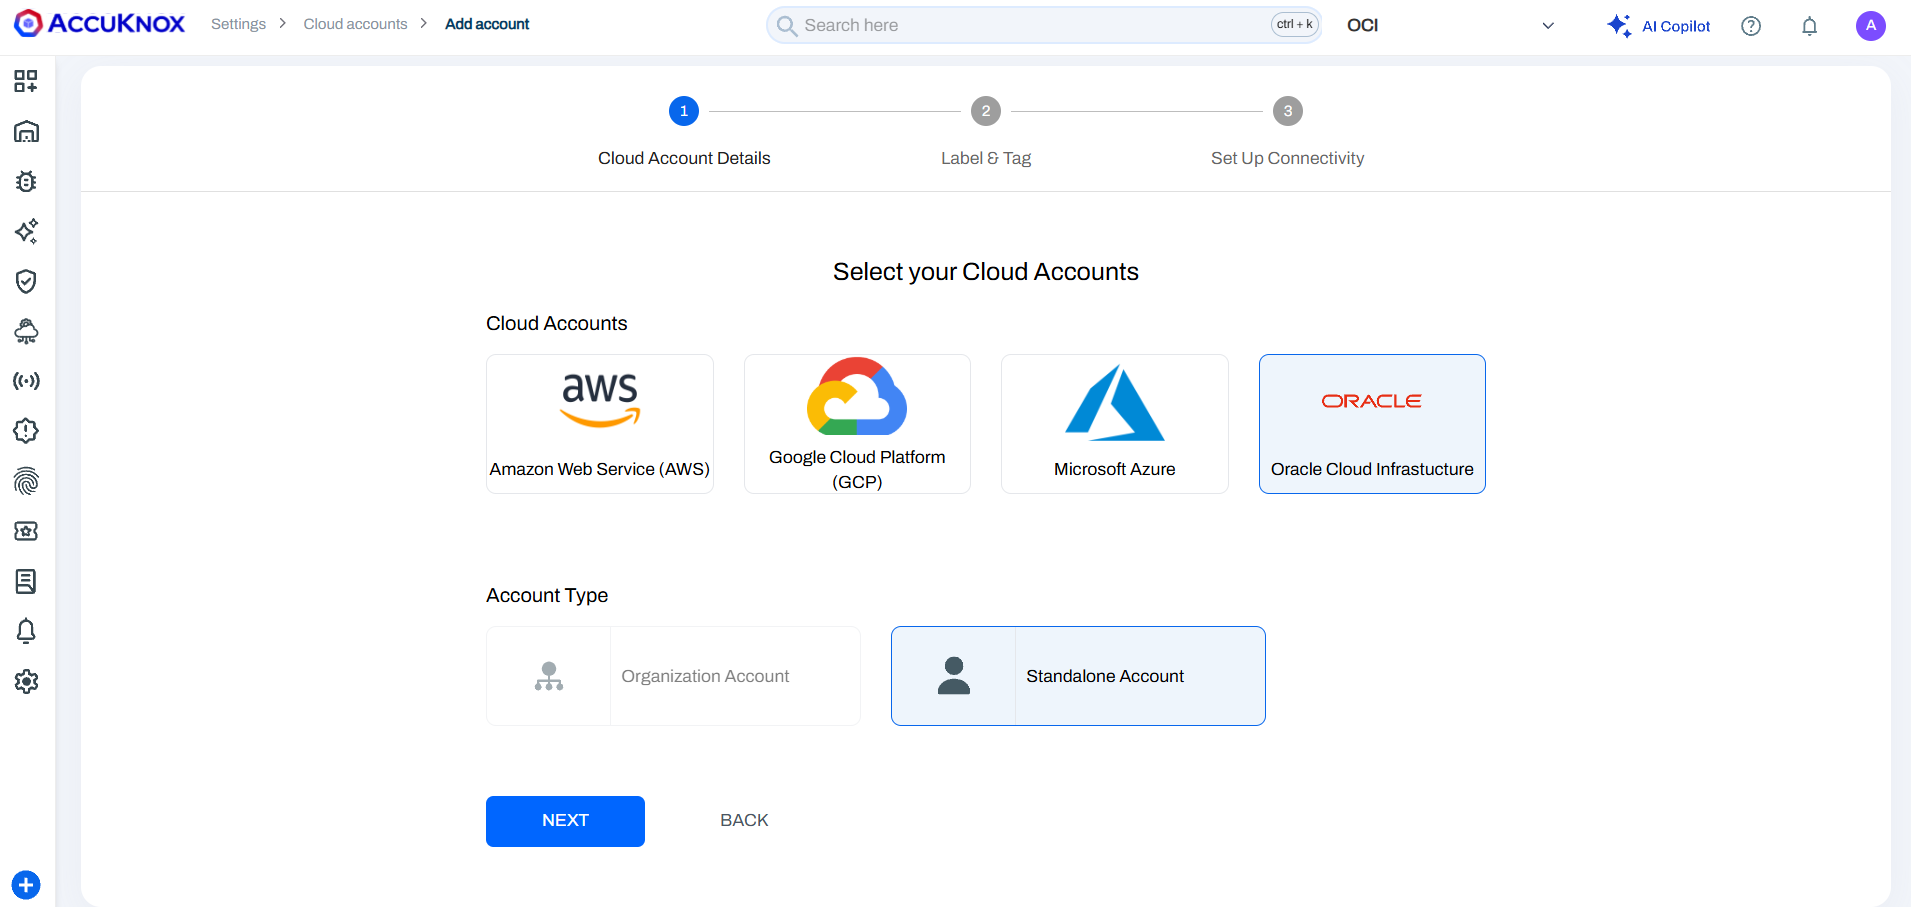 ACCUKNOX
Settings > Cloud accounts > Add account
Search here
ctrl + k
OCI
AI Copilot
A
1
2
3
Cloud Account Details
Label & Tag
Set Up Connectivity
Select your Cloud Accounts
Cloud Accounts
aws
Amazon Web Service (AWS)
Google Cloud Platform
(GCP)
Microsoft Azure
ORACLE
Oracle Cloud Infrastucture
Account Type
Organization Account
Standalone Account
NEXT
BACK